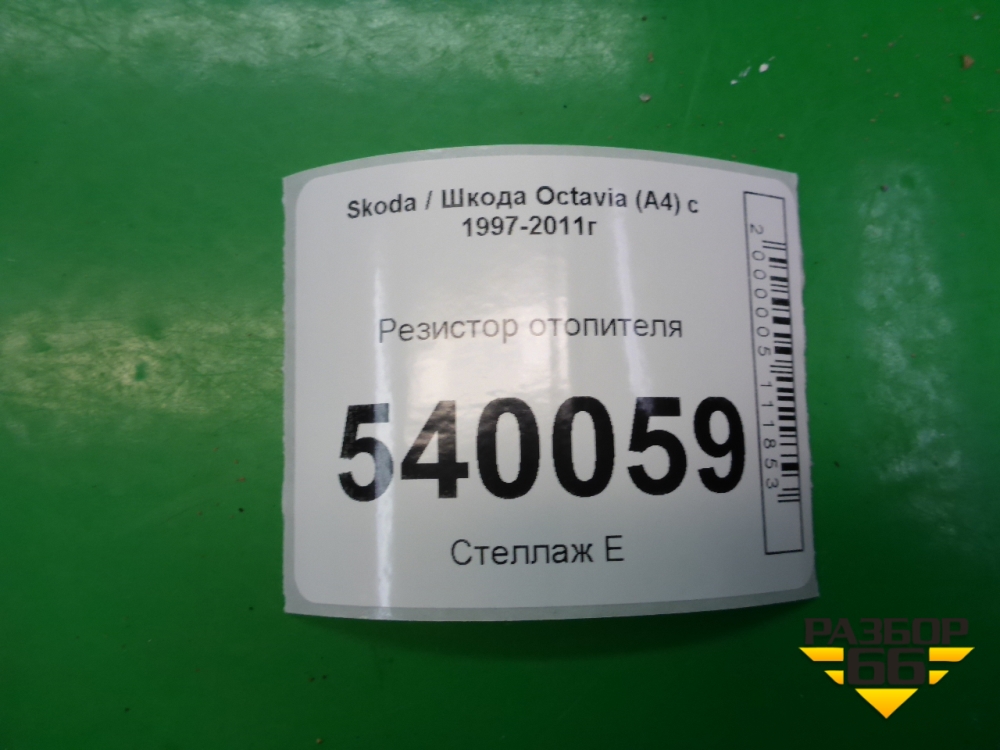 Skoda / Шкода Octavia (A4) с
1997-2011г
Резистор отопителя
540059
Стеллаж Е
2000005111853
РАЗБОР
66